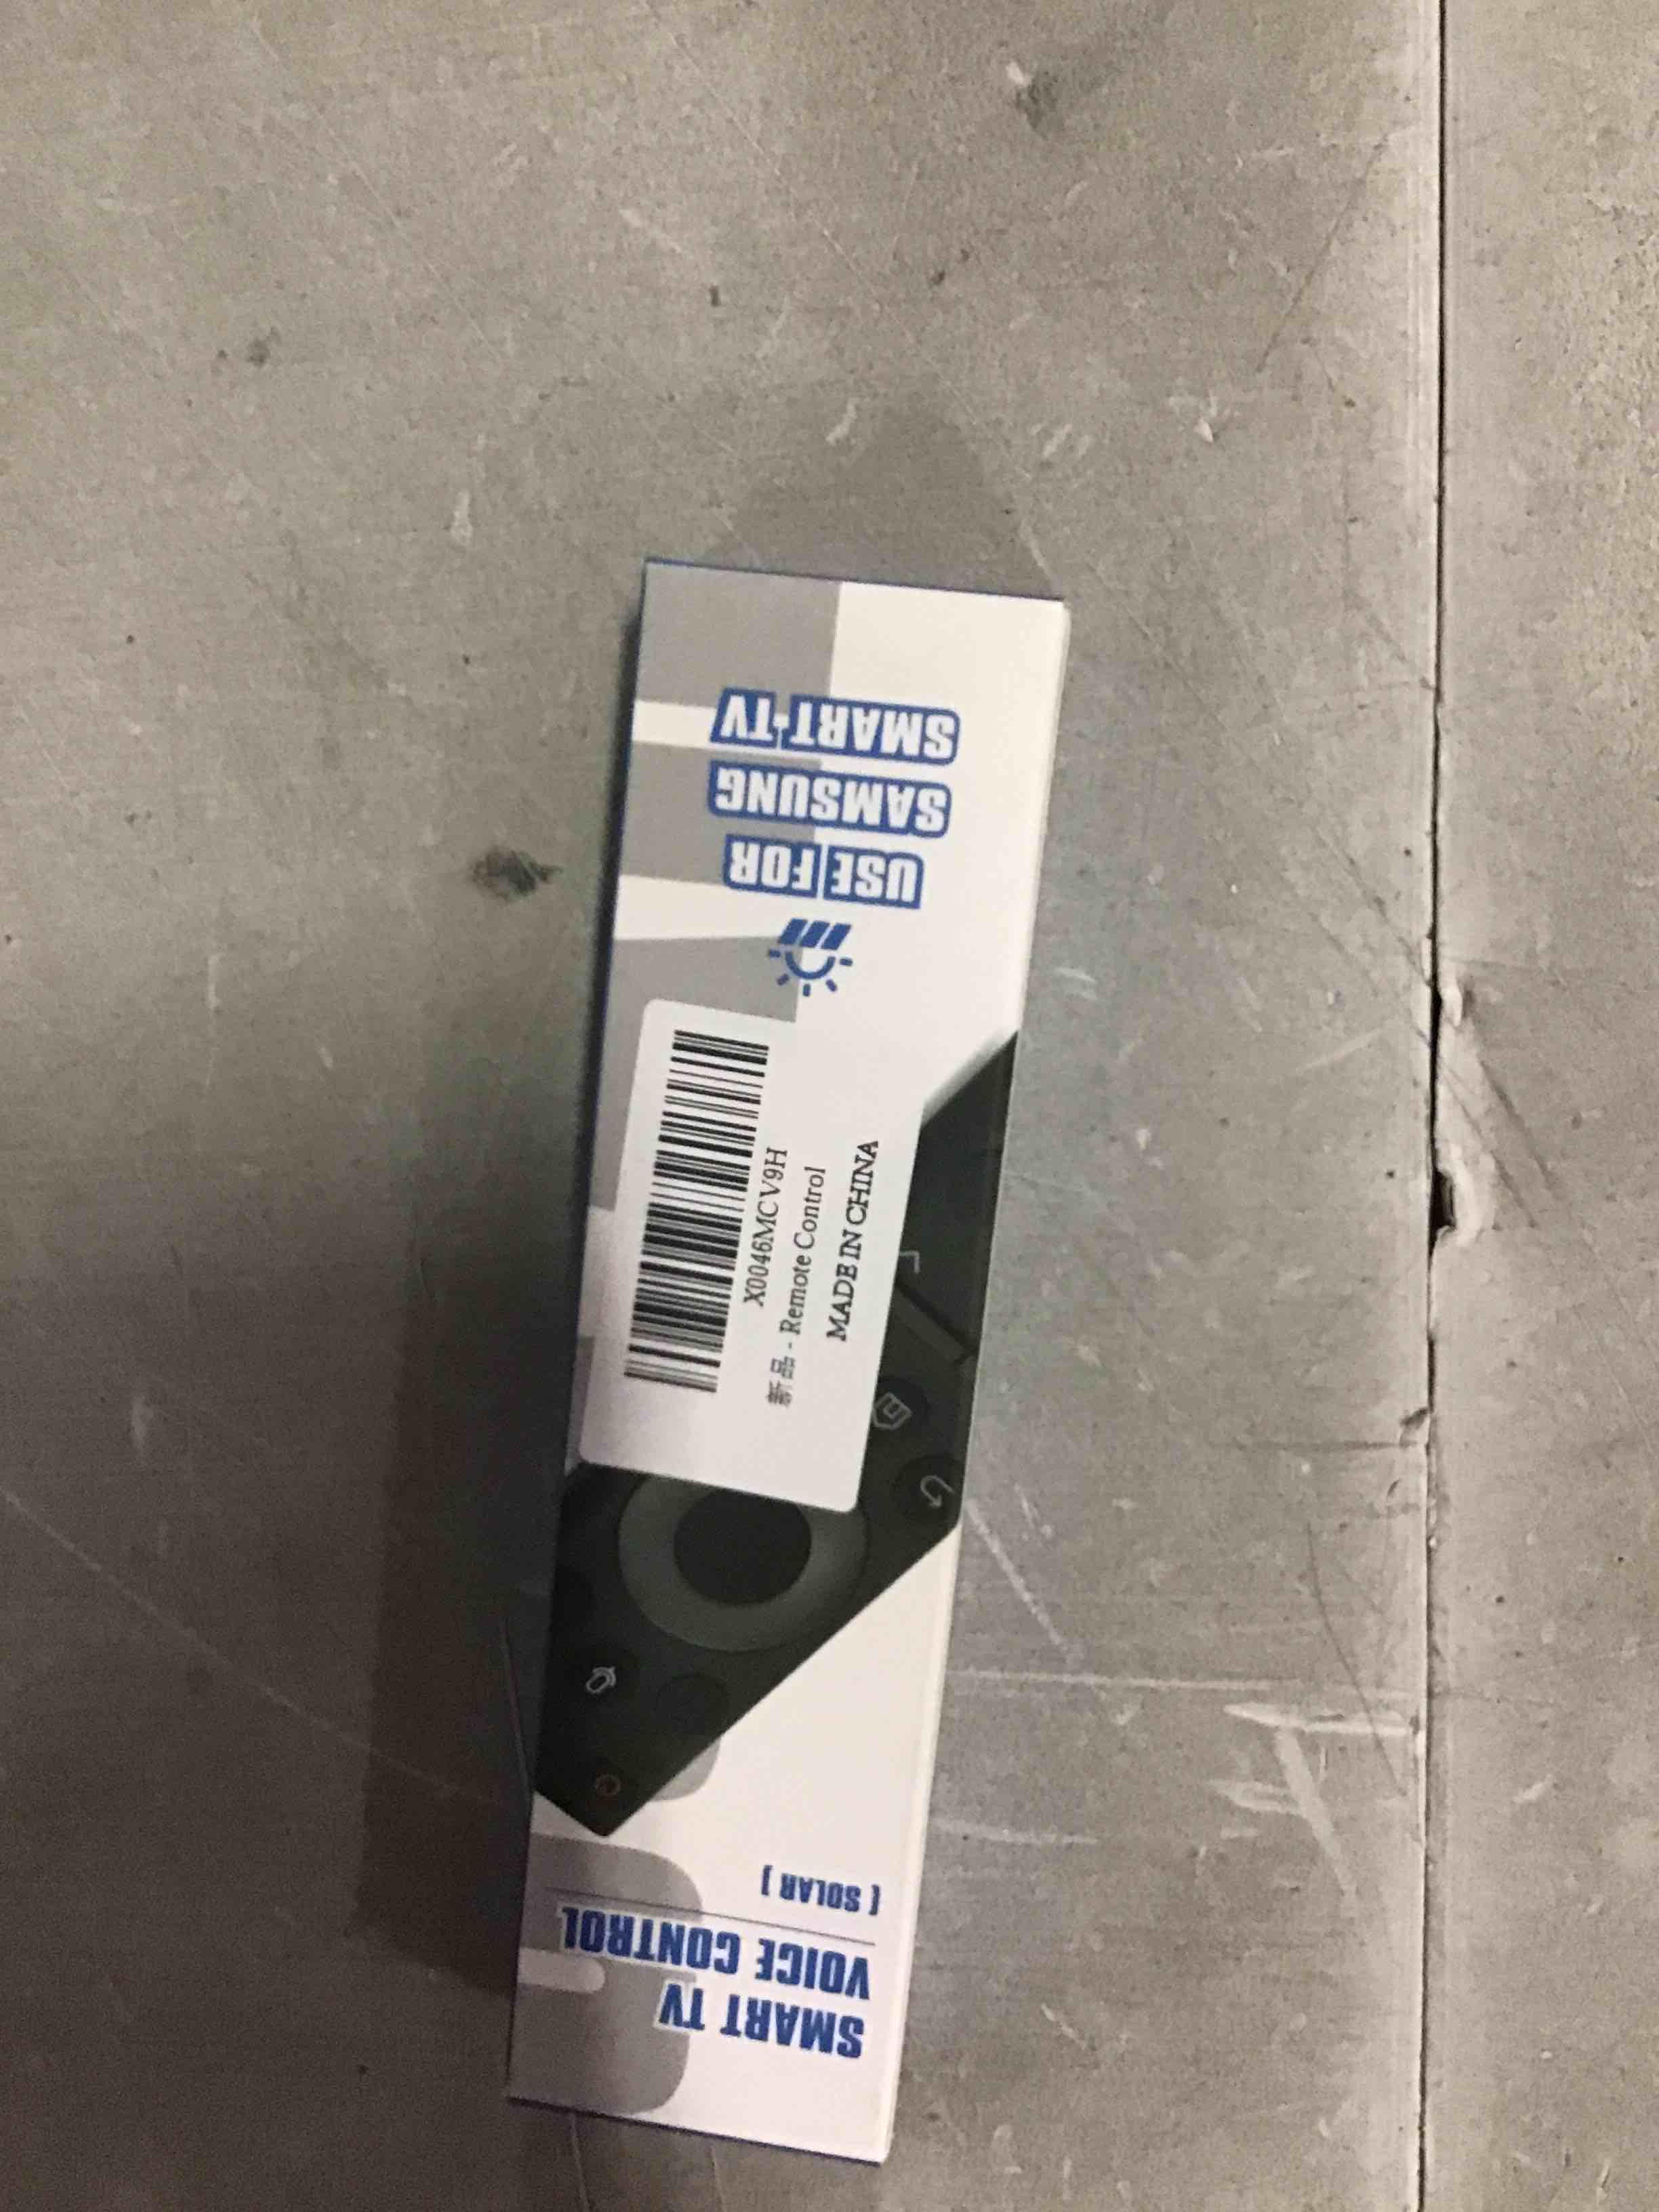 SMART TV
VOICE CONTROL
[ SOLAR ]
X0046MCV9H
新品 - Remote Control
MADE IN CHINA
USE FOR
SAMSUNG
SMART-TV